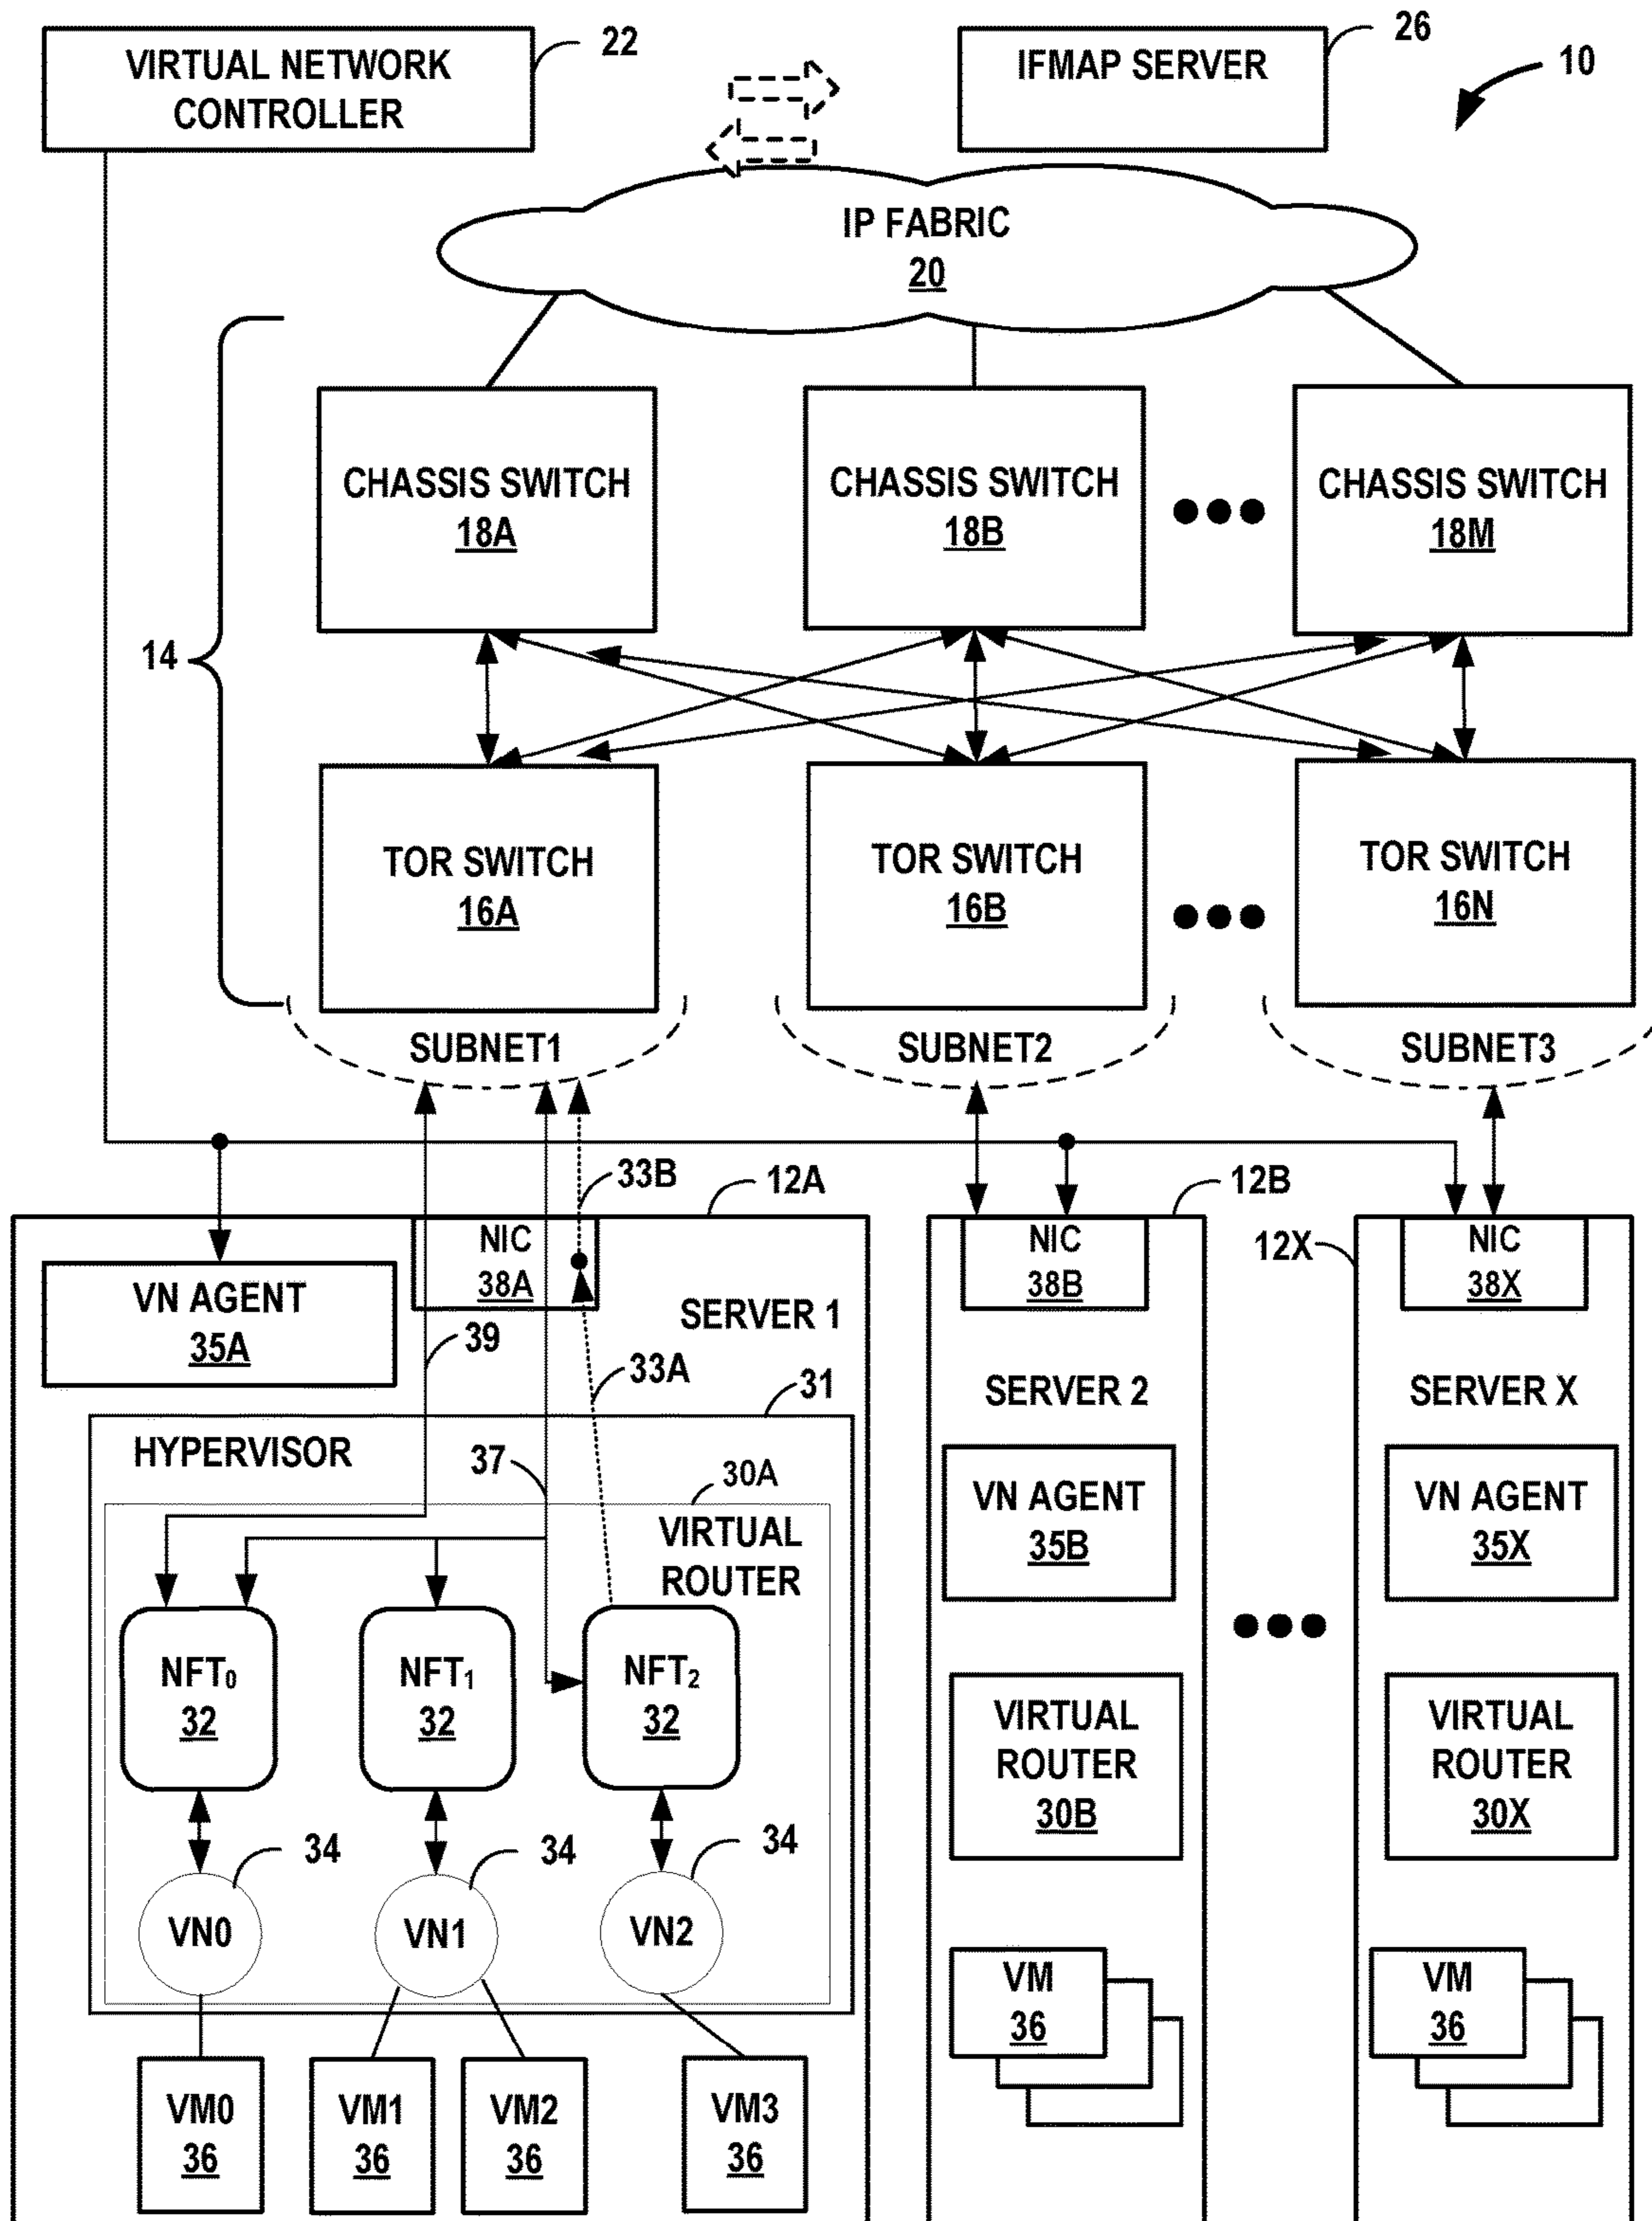 VIRTUAL NETWORK
CONTROLLER
22
IFMAP SERVER
26
10
IP FABRIC
20
14
CHASSIS SWITCH
18A
CHASSIS SWITCH
18B
CHASSIS SWITCH
18M
TOR SWITCH
16A
TOR SWITCH
16B
TOR SWITCH
16N
SUBNET1
SUBNET2
SUBNET3
33B
12A
12B
12X
NIC
38A
VN AGENT
35A
SERVER 1
39
33A
31
HYPERVISOR
37
30A
VIRTUAL
ROUTER
NFT0
32
NFT1
32
NFT2
32
34
34
34
VN0
VN1
VN2
VM0
36
VM1
36
VM2
36
VM3
36
NIC
38B
SERVER 2
VN AGENT
35B
VIRTUAL
ROUTER
30B
VM
36
NIC
38X
SERVER X
VN AGENT
35X
VIRTUAL
ROUTER
30X
VM
36